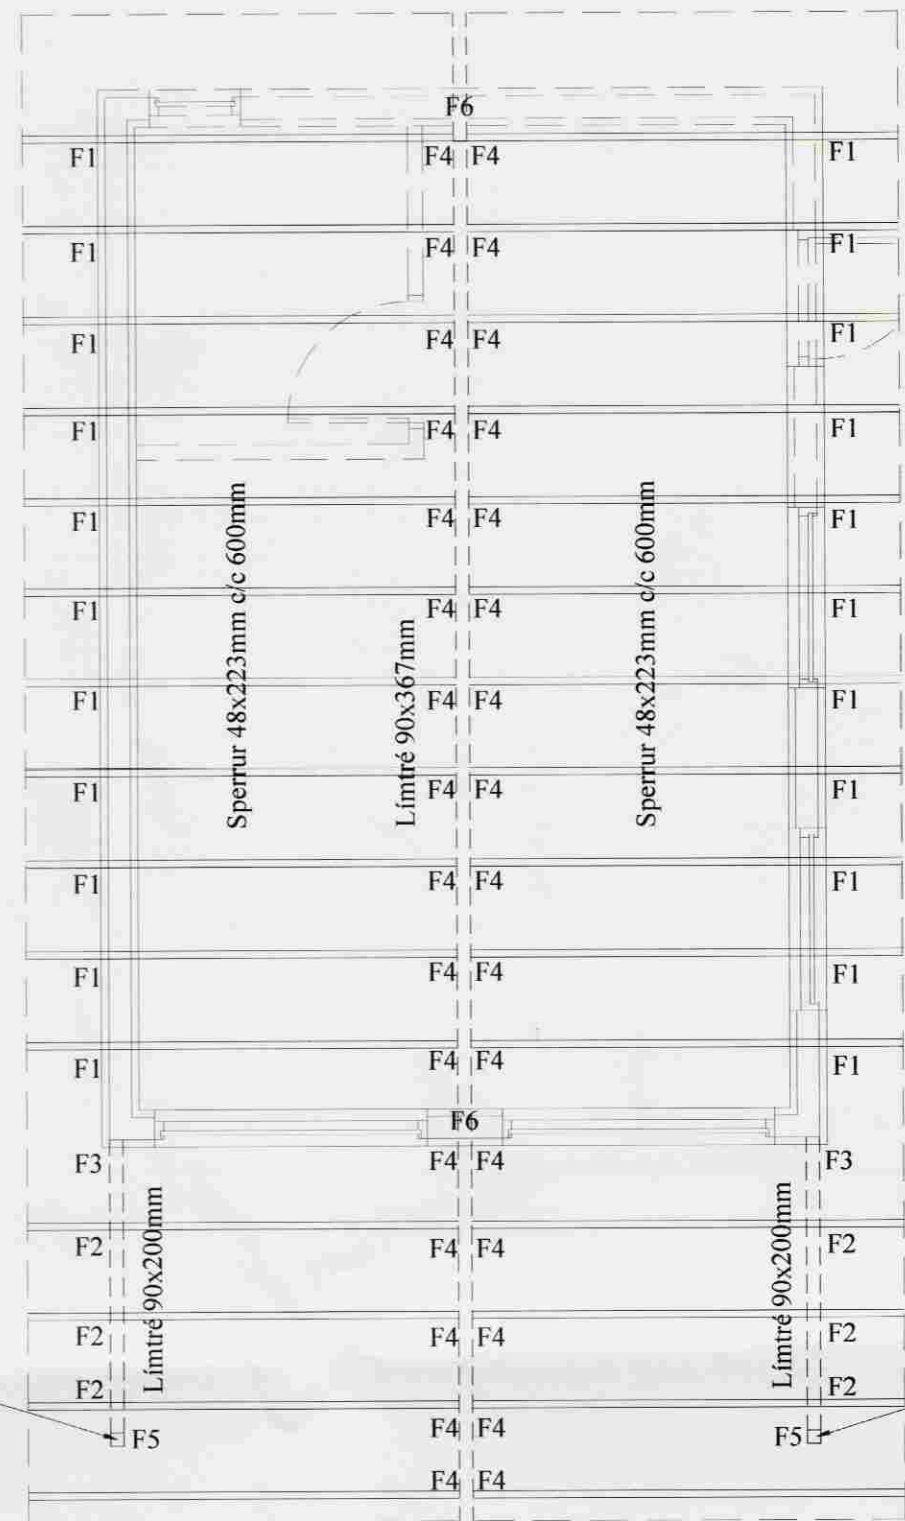 F6
F1 F4 F4 F1
F1 F4 F4 F1
F1 F4 F4 F1
F1 F4 F4 F1
F1 F4 F4 F1
Sperrur 48x223mm c/c 600mm
Límtré 90x367mm
Sperrur 48x223mm c/c 600mm
F1 F4 F4 F1
F1 F4 F4 F1
F1 F4 F4 F1
F1 F4 F4 F1
F1 F4 F4 F1
F1 F4 F4 F1
F6
F3 F4 F4 F3
Límtré 90x200mm
Límtré 90x200mm
F2 F4 F4 F2
F2 F4 F4 F2
F2 F2
F5 F4 F4 F5
F4 F4